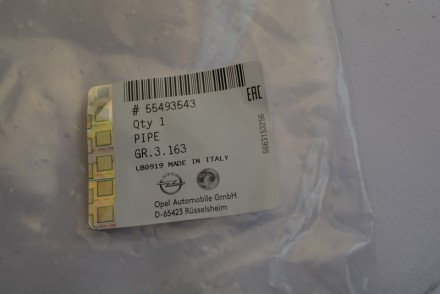 # 55493543
Qty 1
PIPE
GR.3.163
LB0919 MADE IN ITALY
Opel Automobile GmbH
D-65423 Rüsselsheim
EAC